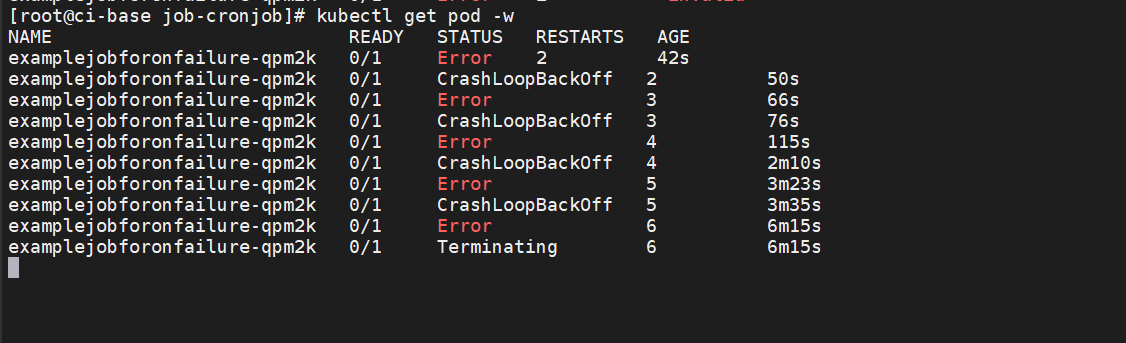 [root@ci-base job-cronjob]# kubectl get pod -w
NAME READY STATUS RESTARTS AGE
examplejobforonfailure-qpm2k 0/1 Error 2 42s
examplejobforonfailure-qpm2k 0/1 CrashLoopBackOff 2 50s
examplejobforonfailure-qpm2k 0/1 Error 3 66s
examplejobforonfailure-qpm2k 0/1 CrashLoopBackOff 3 76s
examplejobforonfailure-qpm2k 0/1 Error 4 115s
examplejobforonfailure-qpm2k 0/1 CrashLoopBackOff 4 2m10s
examplejobforonfailure-qpm2k 0/1 Error 5 3m23s
examplejobforonfailure-qpm2k 0/1 CrashLoopBackOff 5 3m35s
examplejobforonfailure-qpm2k 0/1 Error 6 6m15s
examplejobforonfailure-qpm2k 0/1 Terminating 6 6m15s